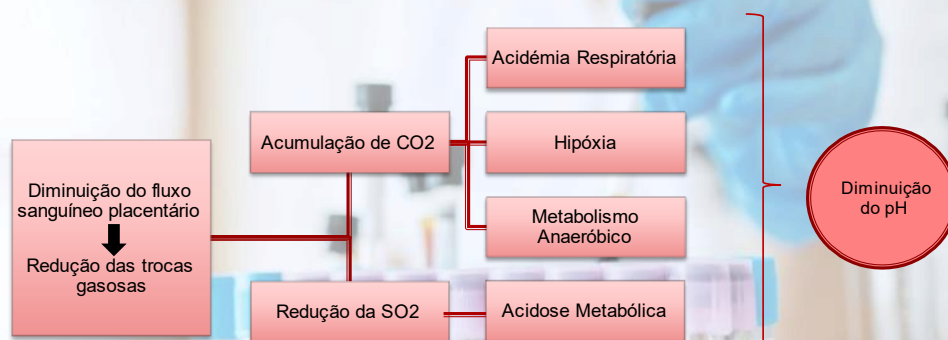 Diminuição do fluxo
sanguíneo placentário
Redução das trocas
gasosas
Acumulação de CO2
Redução da SO2
Acidémia Respiratória
Hipóxia
Metabolismo
Anaeróbico
Acidose Metabólica
Diminuição
do pH